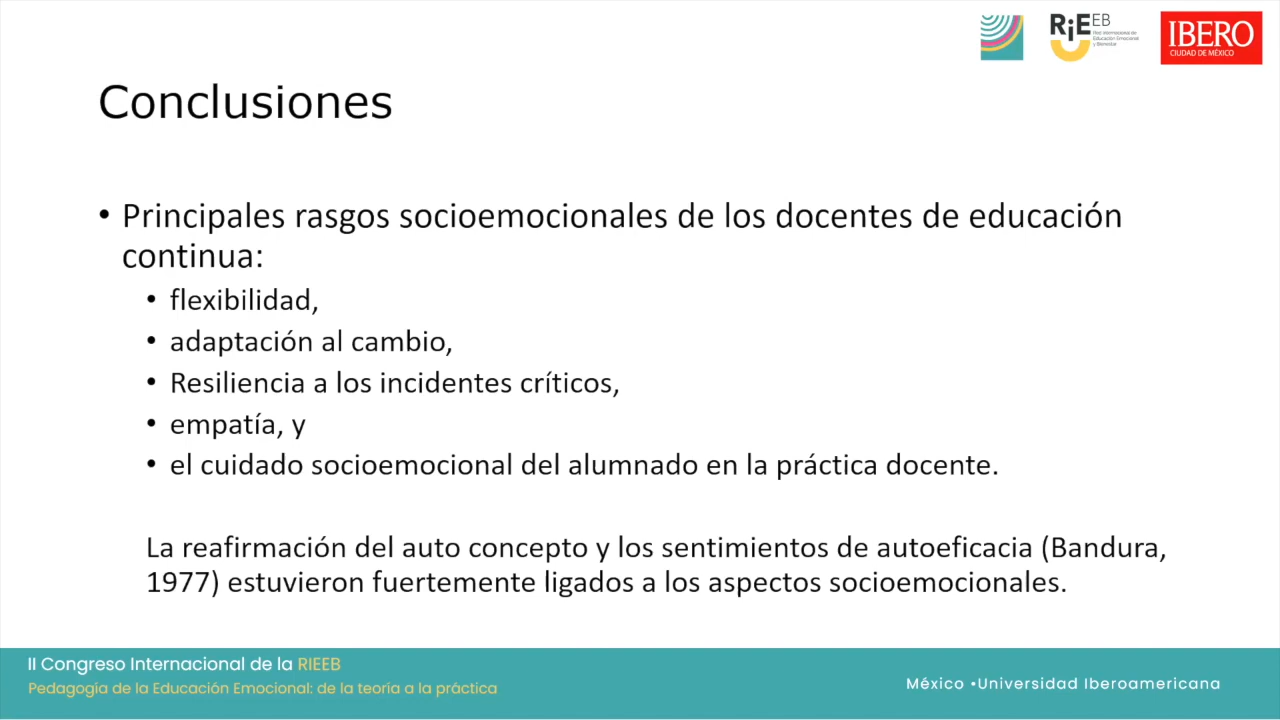 RiEEB
Red Internacional de
Educación Emocional
y Bienestar
IBERO
CIUDAD DE MÉXICO
Conclusiones
• Principales rasgos socioemocionales de los docentes de educación
continua:
• flexibilidad,
• adaptación al cambio,
• Resiliencia a los incidentes críticos,
• empatía, y
• el cuidado socioemocional del alumnado en la práctica docente.
La reafirmación del auto concepto y los sentimientos de autoeficacia (Bandura,
1977) estuvieron fuertemente ligados a los aspectos socioemocionales.
II Congreso Internacional de la RIEEB
Pedagogía de la Educación Emocional: de la teoría a la práctica
México •Universidad Iberoamericana